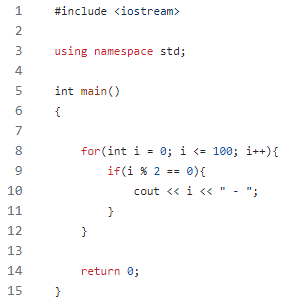 1 #include <iostream>
2
3 using namespace std;
4
5 int main()
6 {
7
8 for(int i = 0; i <= 100; i++){
9 if(i % 2 == 0){
10 cout << i << " - ";
11 }
12 }
13
14 return 0;
15 }